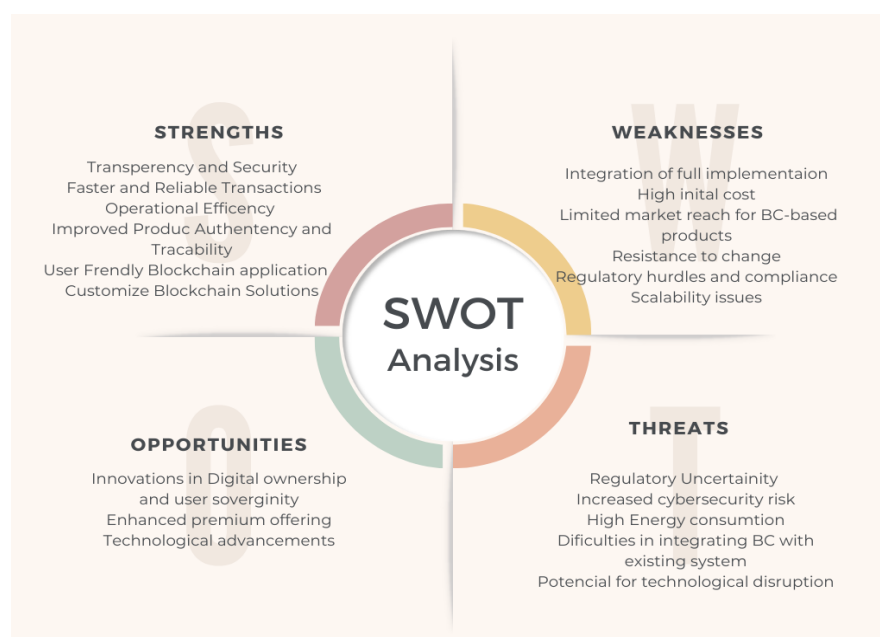 STRENGTHS
Transperency and Security
Faster and Reliable Transactions
Operational Efficency
Improved Produc Authentency and
Tracability
User Frendly Blockchain application
Customize Blockchain Solutions
WEAKNESSES
Integration of full implementaion
High inital cost
Limited market reach for BC-based
products
Resistance to change
Regulatory hurdles and compliance
Scalability issues
SWOT
Analysis
OPPORTUNITIES
Innovations in Digital ownership
and user soverginity
Enhanced premium offering
Technological advancements
THREATS
Regulatory Uncertainity
Increased cybersecurity risk
High Energy consumtion
Dificulties in integrating BC with
existing system
Potencial for technological disruption
S
W
O
T